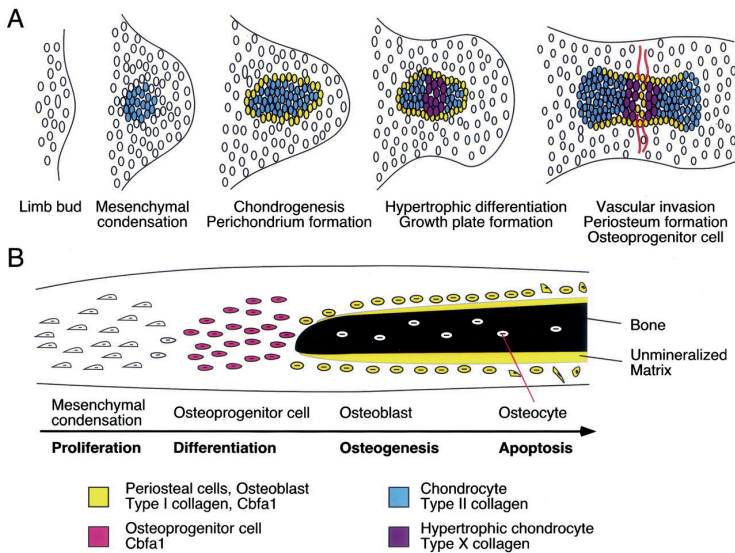 A
Limb bud
Mesenchymal
condensation
Chondrogenesis
Perichondrium formation
Hypertrophic differentiation
Growth plate formation
Vascular invasion
Periosteum formation
Osteoprogenitor cell
B
Bone
Unmineralized
Matrix
Mesenchymal
condensation
Osteoprogenitor cell
Osteoblast
Osteocyte
Proliferation
Differentiation
Osteogenesis
Apoptosis
Periosteal cells, Osteoblast
Type I collagen, Cbfa1
Osteoprogenitor cell
Cbfa1
Chondrocyte
Type II collagen
Hypertrophic chondrocyte
Type X collagen